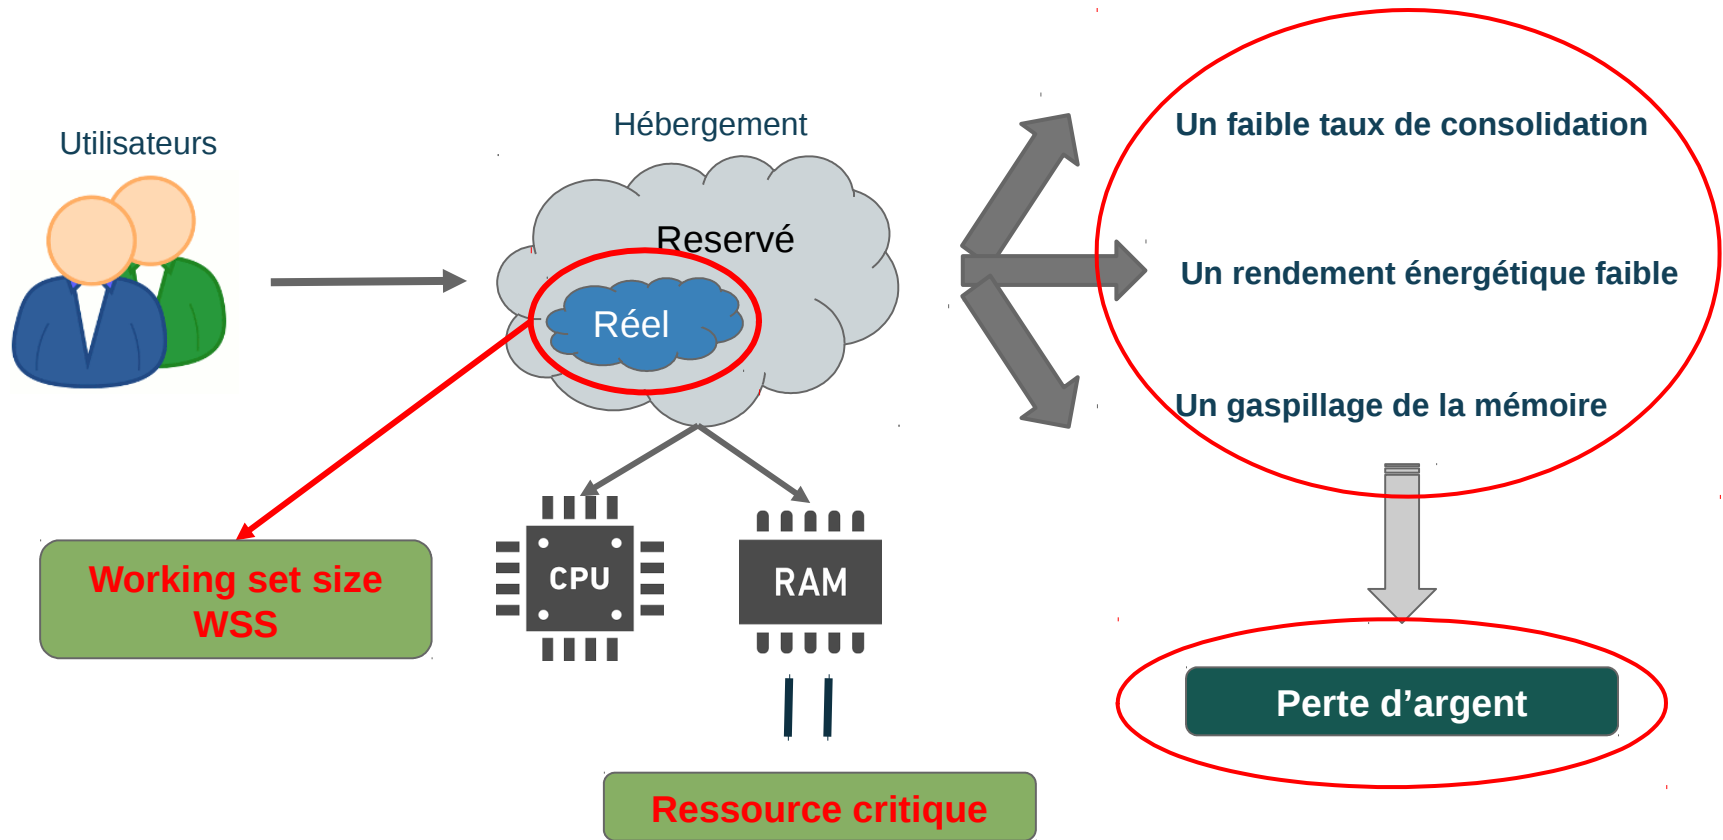 Utilisateurs
Hébergement
Reservé
Réel
Un faible taux de consolidation
Un rendement énergétique faible
Un gaspillage de la mémoire
Working set size
WSS
CPU
RAM
Perte d’argent
Ressource critique